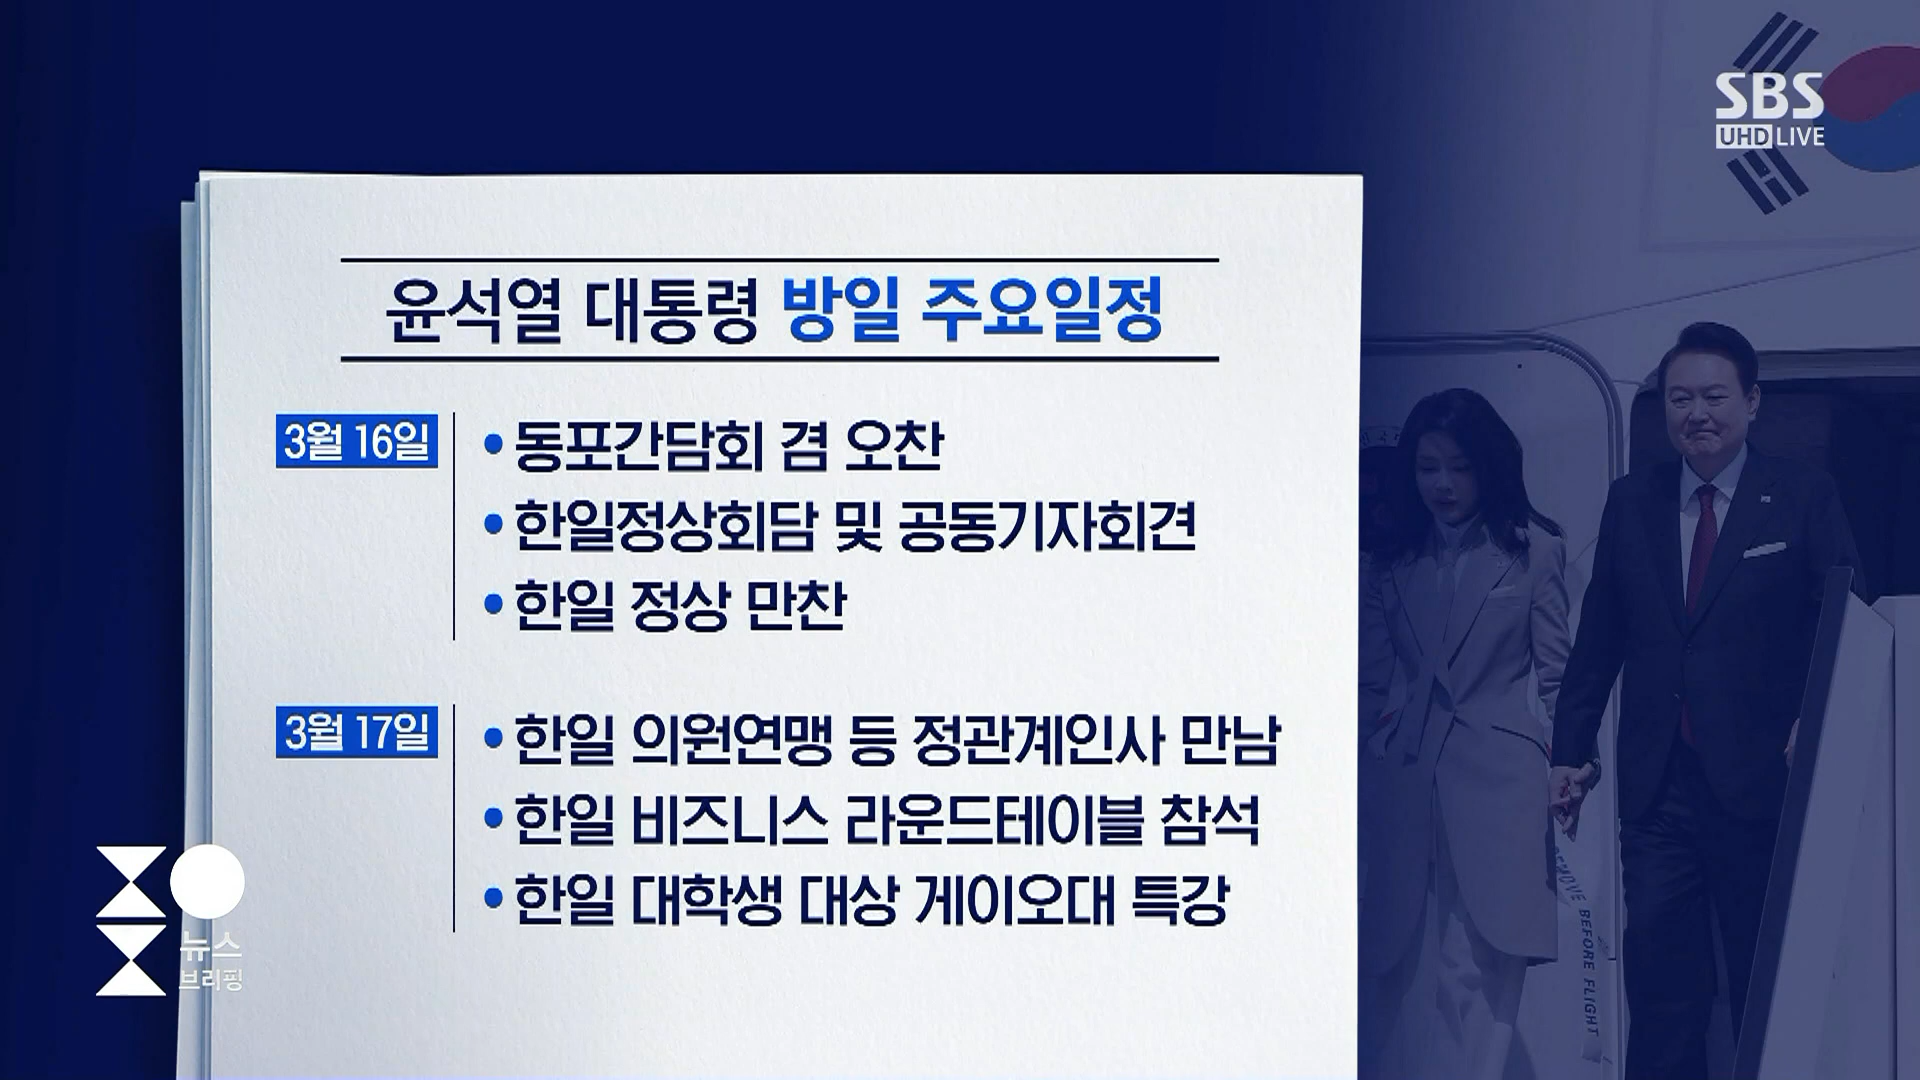 SBS
UHD LIVE
윤석열 대통령 방일 주요일정
3월 16일
• 동포간담회 겸 오찬
• 한일정상회담 및 공동기자회견
• 한일 정상 만찬
3월 17일
• 한일 의원연맹 등 정관계인사 만남
• 한일 비즈니스 라운드테이블 참석
• 한일 대학생 대상 게이오대 특강
뉴스
브리핑
REMOVE BEFORE FLIGHT